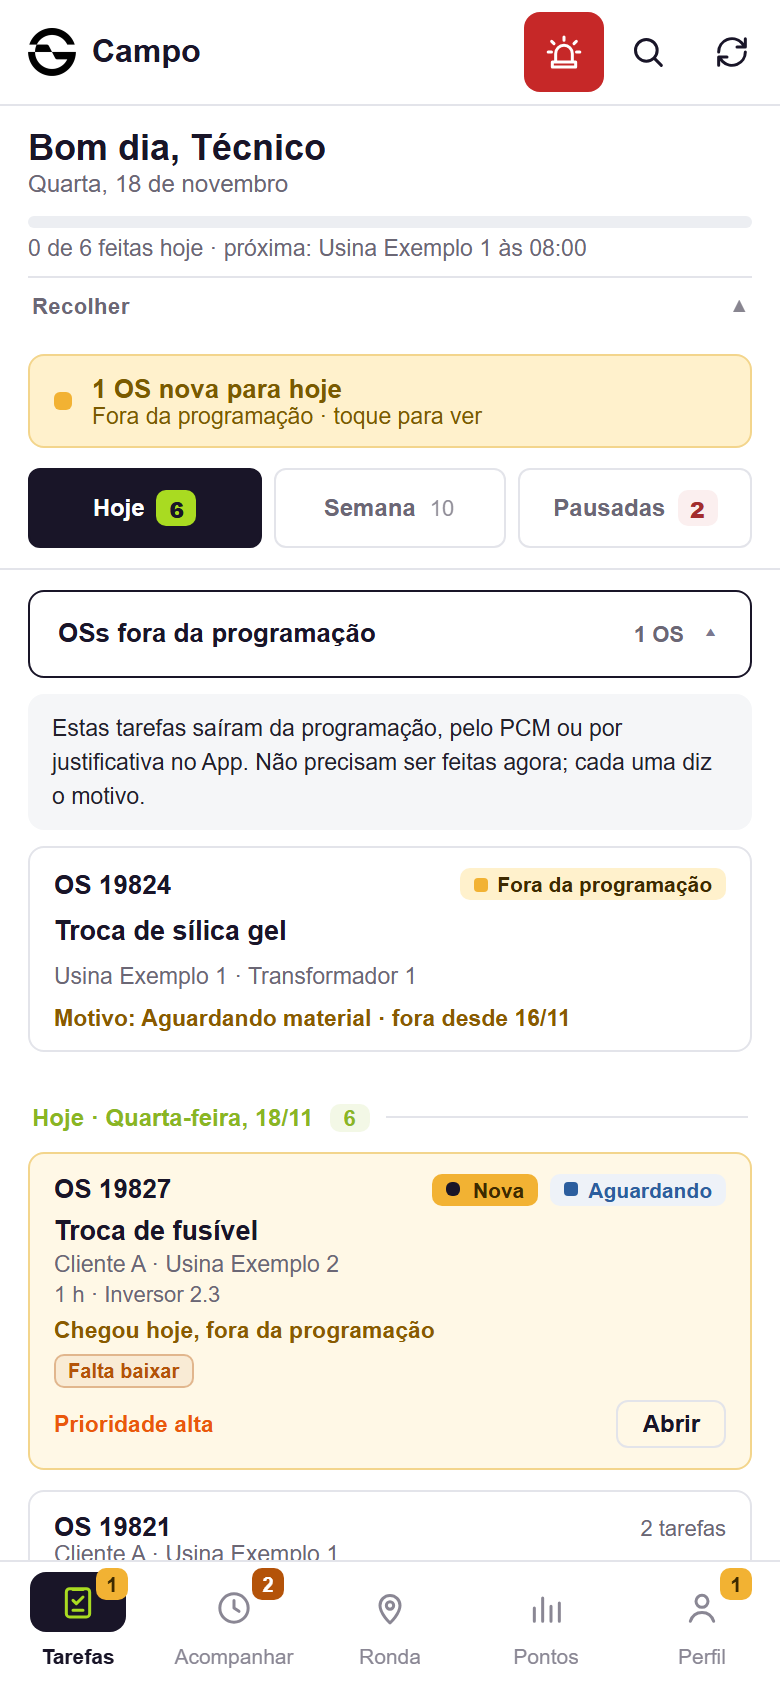 Campo
Bom dia, Técnico
Quarta, 18 de novembro
0 de 6 feitas hoje · próxima: Usina Exemplo 1 às 08:00
Recolher ▲
1 OS nova para hoje
Fora da programação · toque para ver
Hoje 6 Semana 10 Pausadas 2
OSs fora da programação 1 OS ▲
Estas tarefas saíram da programação, pelo PCM ou por
justificativa no App. Não precisam ser feitas agora; cada uma diz
o motivo.
OS 19824 Fora da programação
Troca de sílica gel
Usina Exemplo 1 · Transformador 1
Motivo: Aguardando material · fora desde 16/11
Hoje · Quarta-feira, 18/11 6
OS 19827 Nova Aguardando
Troca de fusível
Cliente A · Usina Exemplo 2
1 h · Inversor 2.3
Chegou hoje, fora da programação
Falta baixar
Prioridade alta Abrir
OS 19821 2 tarefas
Cliente A · Usina Exemplo 1
1 2 1
Tarefas Acompanhar Ronda Pontos Perfil